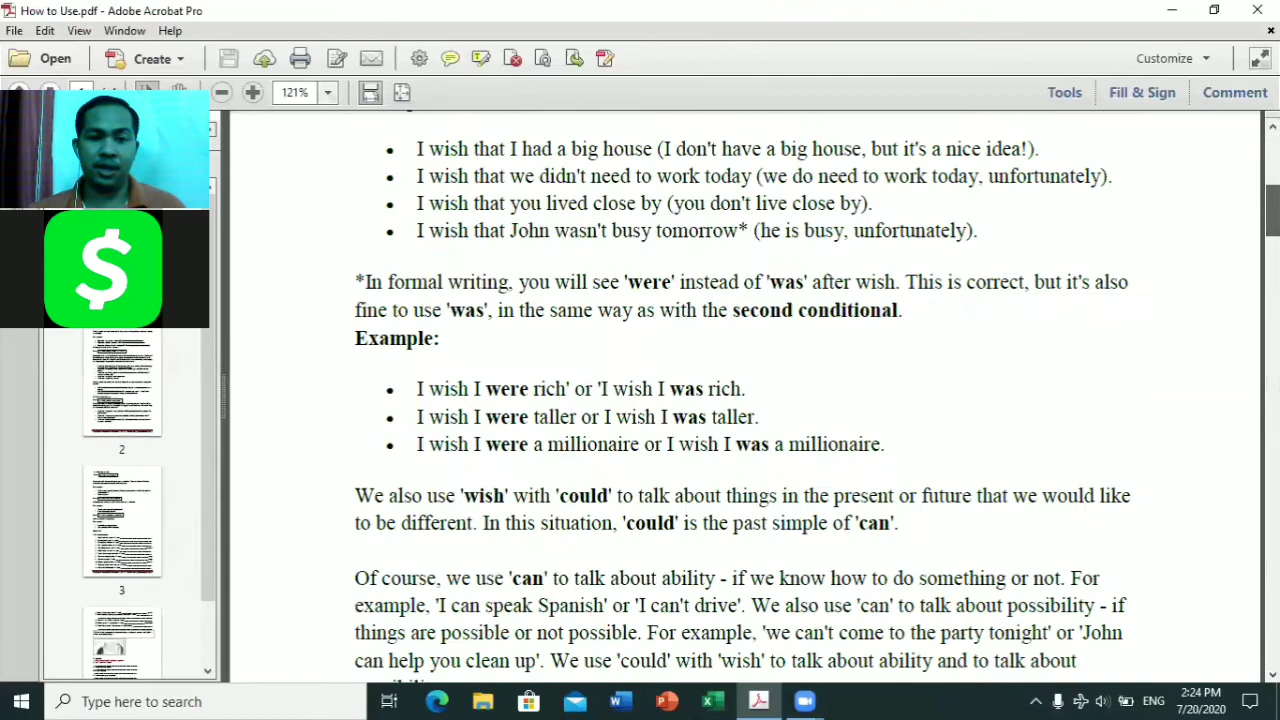 How to Use.pdf - Adobe Acrobat Pro
File Edit View Window Help
Open Create Customize
121% Tools Fill & Sign Comment
• I wish that I had a big house (I don't have a big house, but it's a nice idea!).
• I wish that we didn't need to work today (we do need to work today, unfortunately).
• I wish that you lived close by (you don't live close by).
• I wish that John wasn't busy tomorrow* (he is busy, unfortunately).
*In formal writing, you will see 'were' instead of 'was' after wish. This is correct, but it's also
fine to use 'was', in the same way as with the second conditional.
Example:
• I wish I were rich' or 'I wish I was rich.
• I wish I were taller or I wish I was taller.
• I wish I were a millionaire or I wish I was a millionaire.
We also use 'wish' with 'could' to talk about things in the present or future that we would like
to be different. In this situation, 'could' is the past simple of 'can'.
Of course, we use 'can' to talk about ability - if we know how to do something or not. For
example, 'I can speak Spanish' or 'I can't drive'. We also use 'can' to talk about possibility - if
things are possible or not possible. For example, 'we can't come to the party tonight' or 'John
can help you clean up'. We use 'could' with 'wish' to talk about ability and to talk about
$
2
3
Type here to search
ENG
2:24 PM
7/20/2020